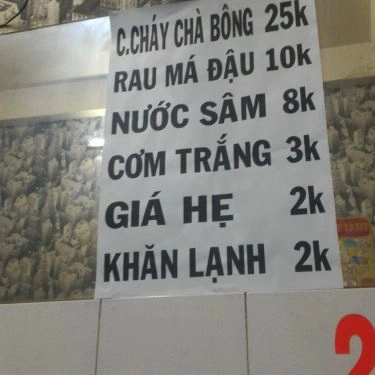 C.CHÁY CHÀ BÔNG 25k
RAU MÁ ĐẬU 10k
NƯỚC SÂM 8k
CƠM TRẮNG 3k
GIÁ HẸ 2k
KHĂN LẠNH 2k
2